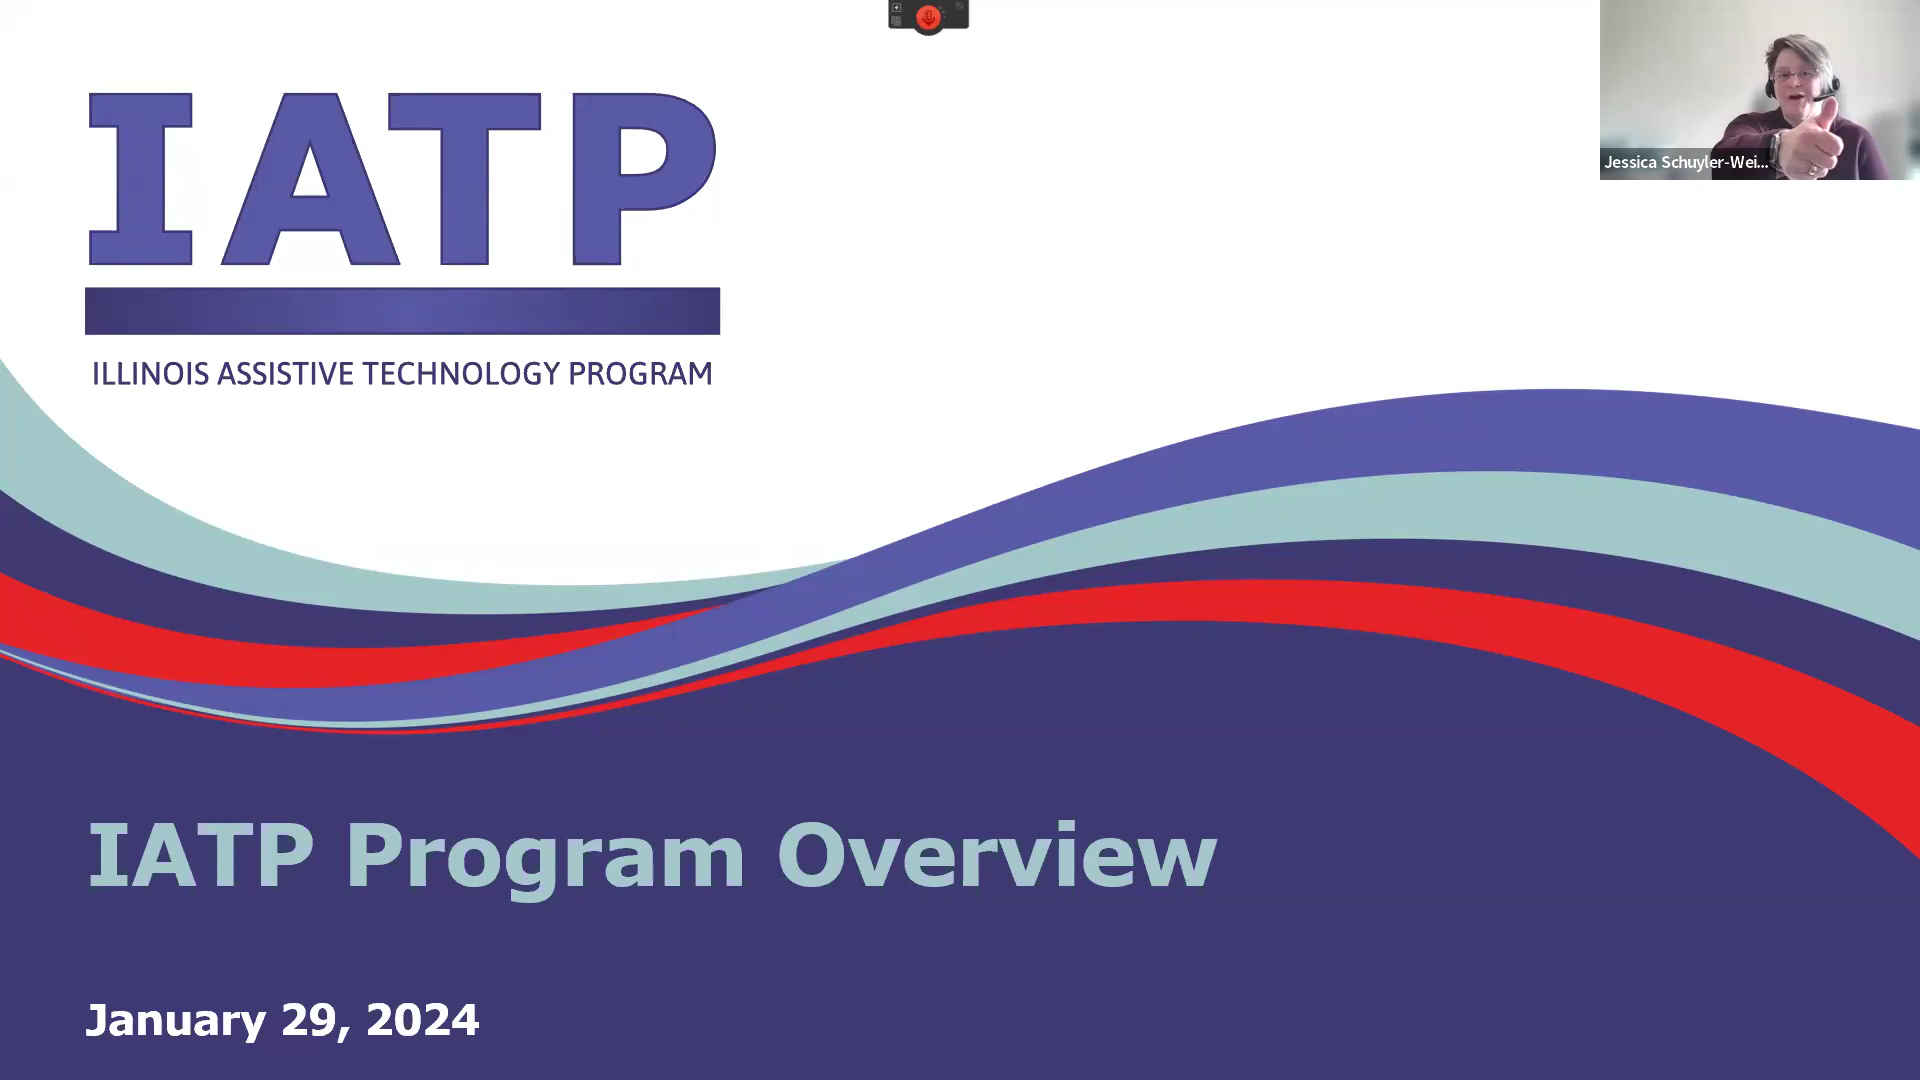 IATP
ILLINOIS ASSISTIVE TECHNOLOGY PROGRAM
Jessica Schuyler-Wei...
IATP Program Overview
January 29, 2024